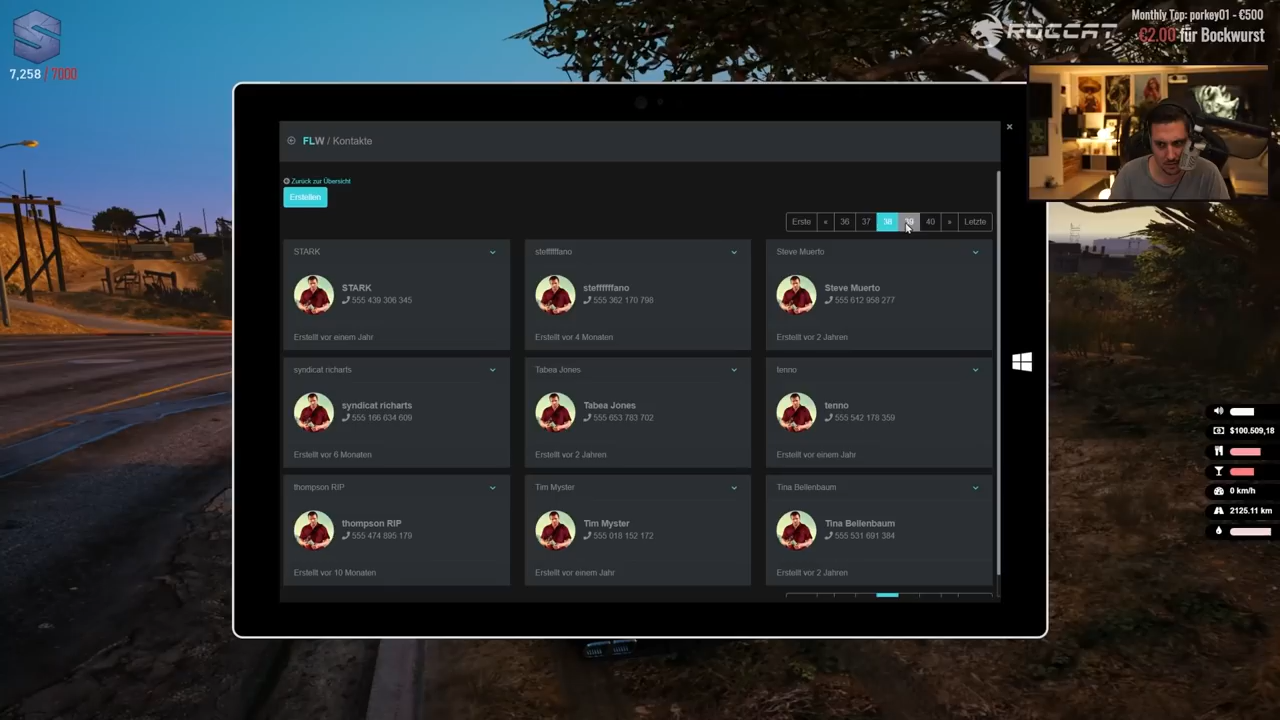 7,258 / 7000
ROCCAT
Monthly Top: porkey01 - €500
€2.00 für Bockwurst
FLW / Kontakte
Zurück zur Übersicht
Erstellen
Erste « 36 37 38 39 40 » Letzte
STARK
STARK
555 439 306 345
Erstellt vor einem Jahr
steffffffano
steffffffano
555 362 170 798
Erstellt vor 4 Monaten
Steve Muerto
Steve Muerto
555 612 958 277
Erstellt vor 2 Jahren
syndicat richarts
syndicat richarts
555 166 634 609
Erstellt vor 6 Monaten
Tabea Jones
Tabea Jones
555 653 783 702
Erstellt vor 2 Jahren
tenno
tenno
555 542 178 359
Erstellt vor einem Jahr
thompson RIP
thompson RIP
555 474 895 179
Erstellt vor 10 Monaten
Tim Myster
Tim Myster
555 018 152 172
Erstellt vor einem Jahr
Tina Bellenbaum
Tina Bellenbaum
555 531 691 384
Erstellt vor 2 Jahren
$100.509,18
0 km/h
2125.11 km